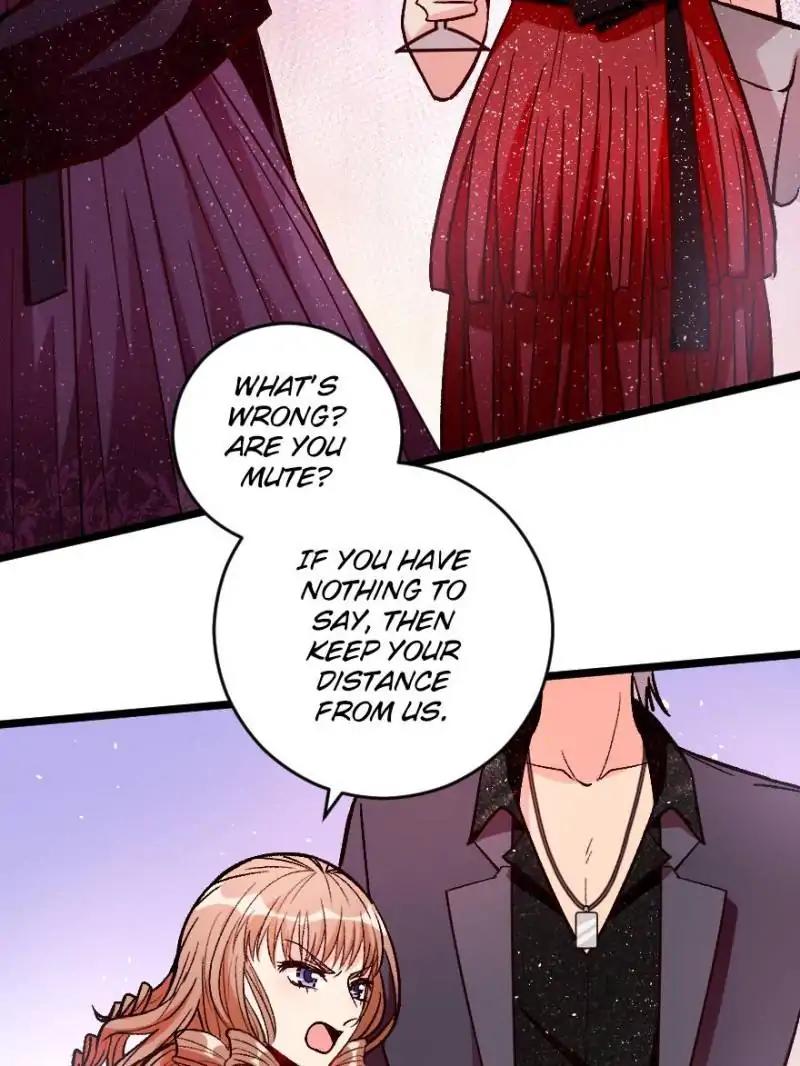 WHAT'S
WRONG?
ARE YOU
MUTE?
IF YOU HAVE
NOTHING TO
SAY, THEN
KEEP YOUR
DISTANCE
FROM US.